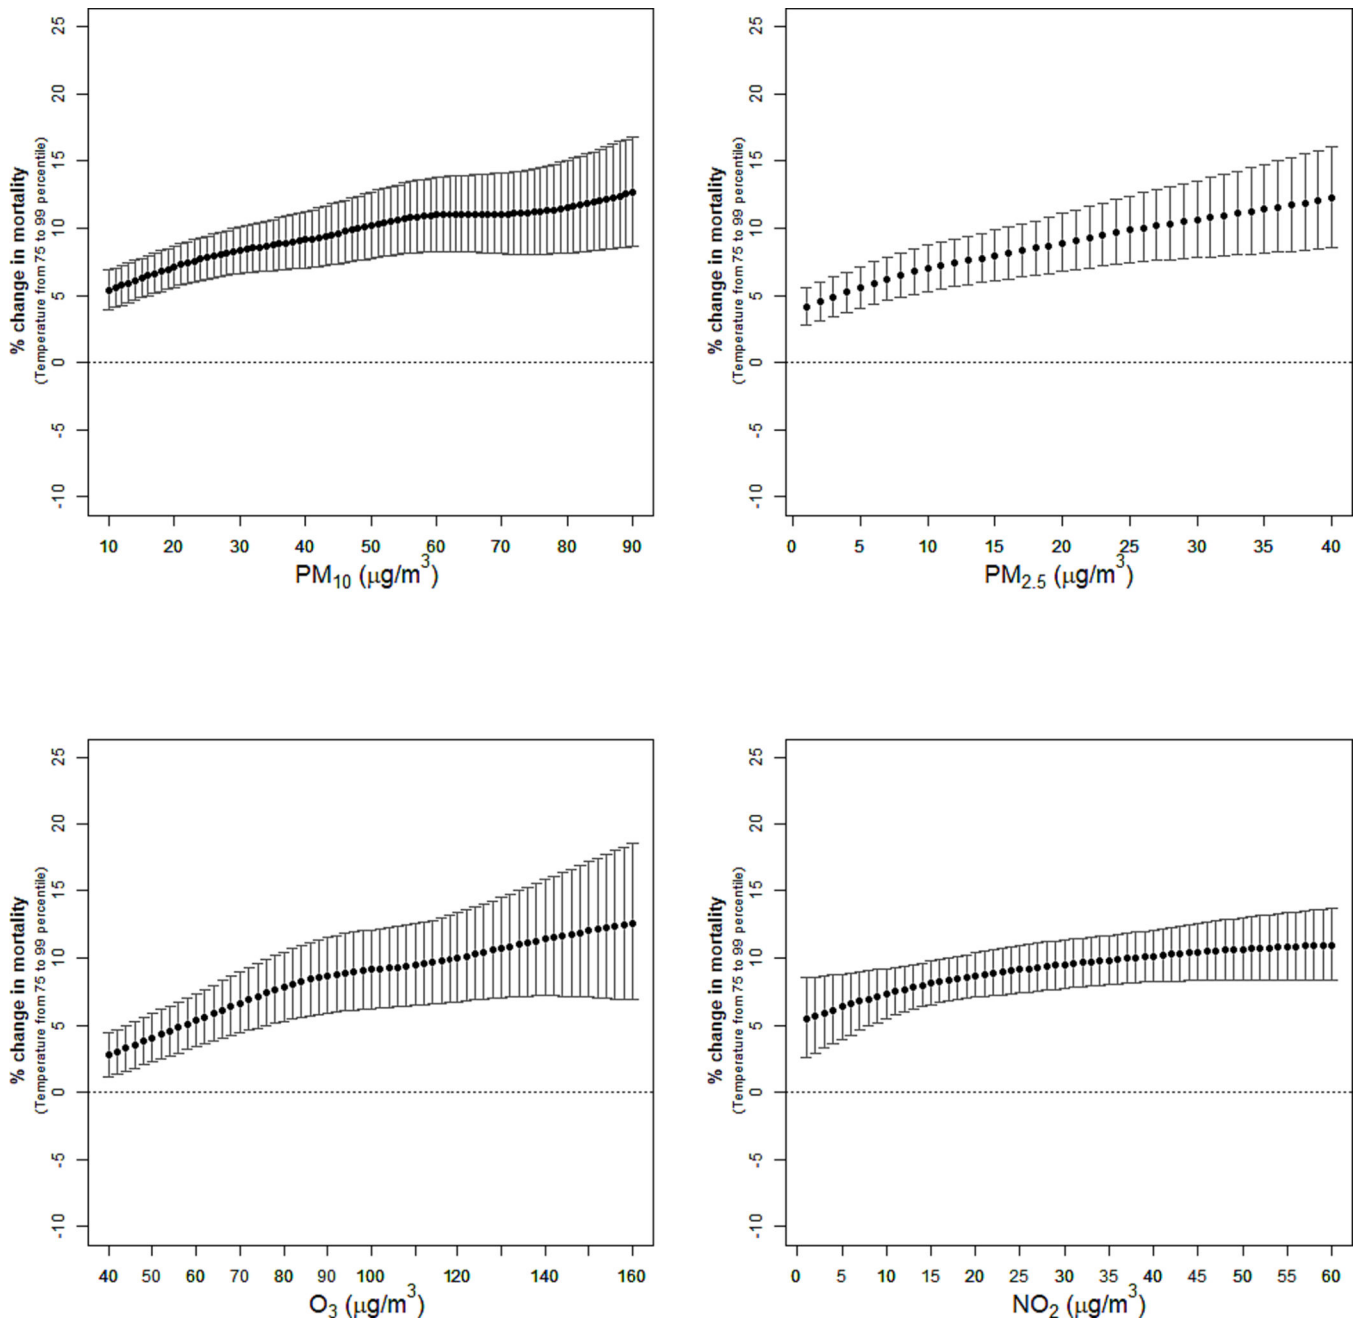 % change in mortality
(Temperature from 75 to 99 percentile)
25
20
15
10
5
0
-5
-10
10 20 30 40 50 60 70 80 90
PM10 (μg/m3)
% change in mortality
(Temperature from 75 to 99 percentile)
25
20
15
10
5
0
-5
-10
0 5 10 15 20 25 30 35 40
PM2.5 (μg/m3)
% change in mortality
(Temperature from 75 to 99 percentile)
25
20
15
10
5
0
-5
-10
40 50 60 70 80 90 100 120 140 160
O3 (μg/m3)
% change in mortality
(Temperature from 75 to 99 percentile)
25
20
15
10
5
0
-5
-10
0 5 10 15 20 25 30 35 40 45 50 55 60
NO2 (μg/m3)